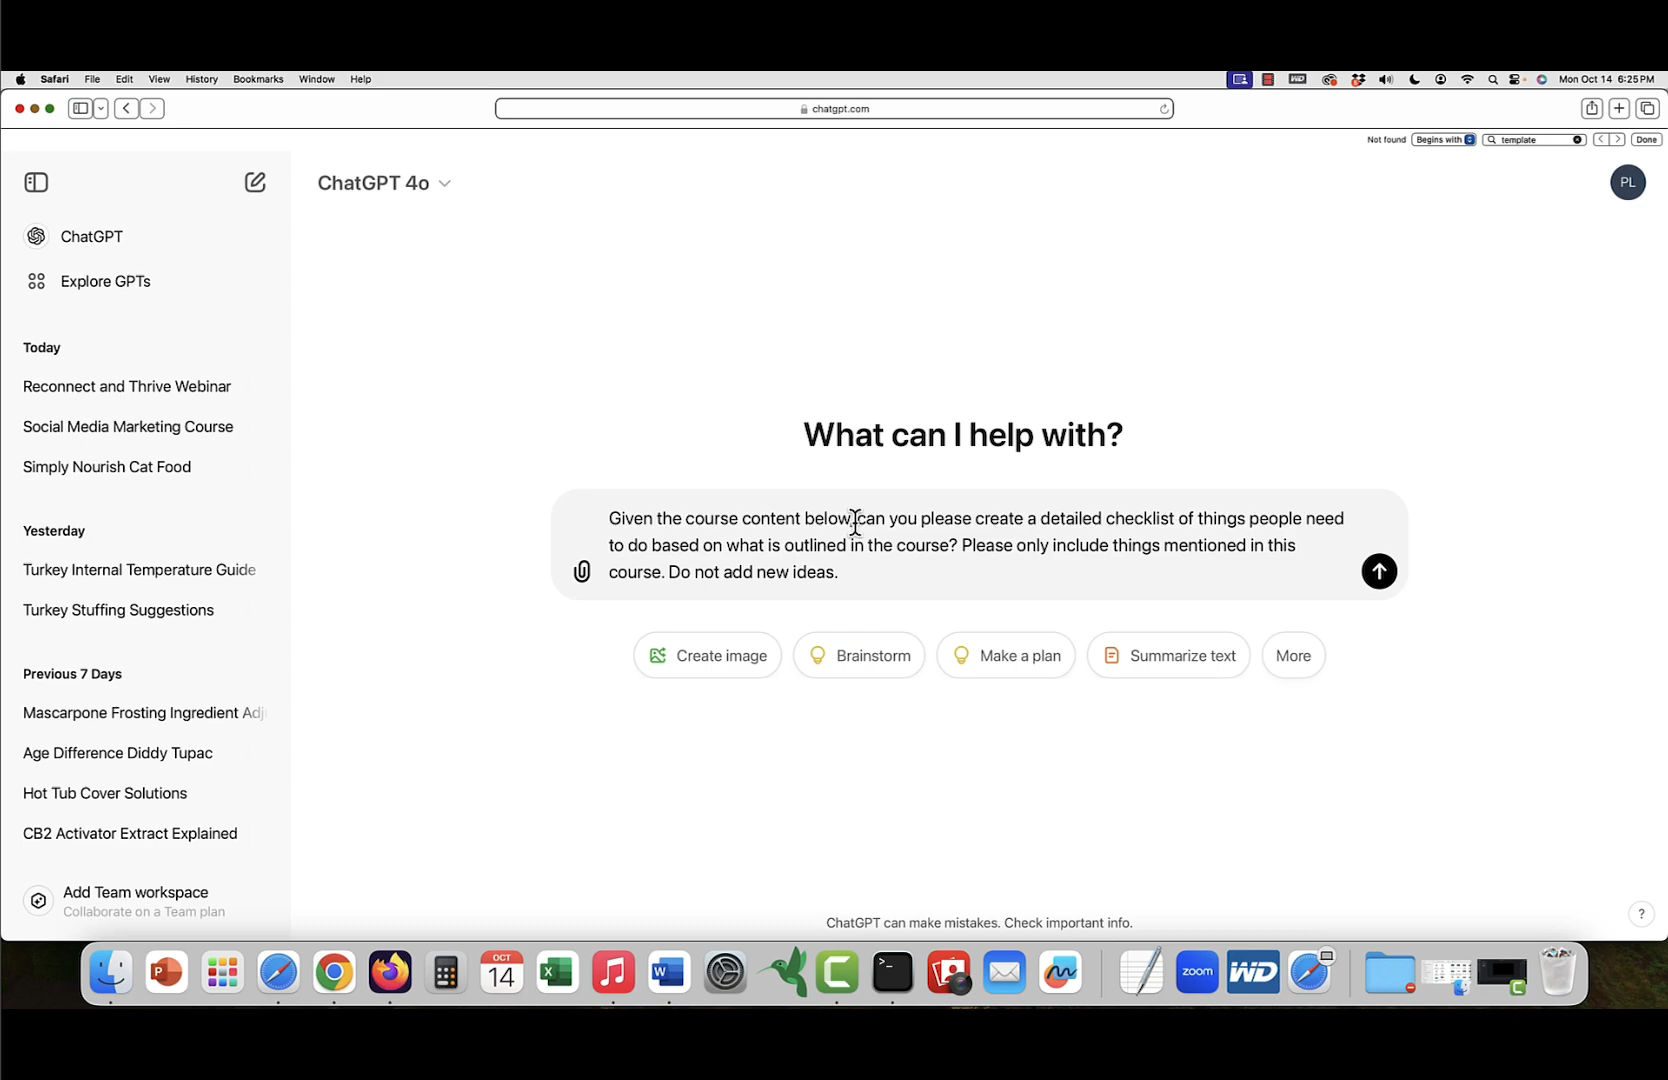 Safari File Edit View History Bookmarks Window Help
Mon Oct 14 6:25 PM
chatgpt.com
Not found Begins with template Done
ChatGPT 4o
PL
ChatGPT
Explore GPTs
Today
Reconnect and Thrive Webinar
Social Media Marketing Course
Simply Nourish Cat Food
Yesterday
Turkey Internal Temperature Guide
Turkey Stuffing Suggestions
Previous 7 Days
Mascarpone Frosting Ingredient Adj
Age Difference Diddy Tupac
Hot Tub Cover Solutions
CB2 Activator Extract Explained
Add Team workspace
Collaborate on a Team plan
What can I help with?
Given the course content below can you please create a detailed checklist of things people need
to do based on what is outlined in the course? Please only include things mentioned in this
course. Do not add new ideas.
Create image Brainstorm Make a plan Summarize text More
ChatGPT can make mistakes. Check important info.
?
OCT
14
zoom
WD